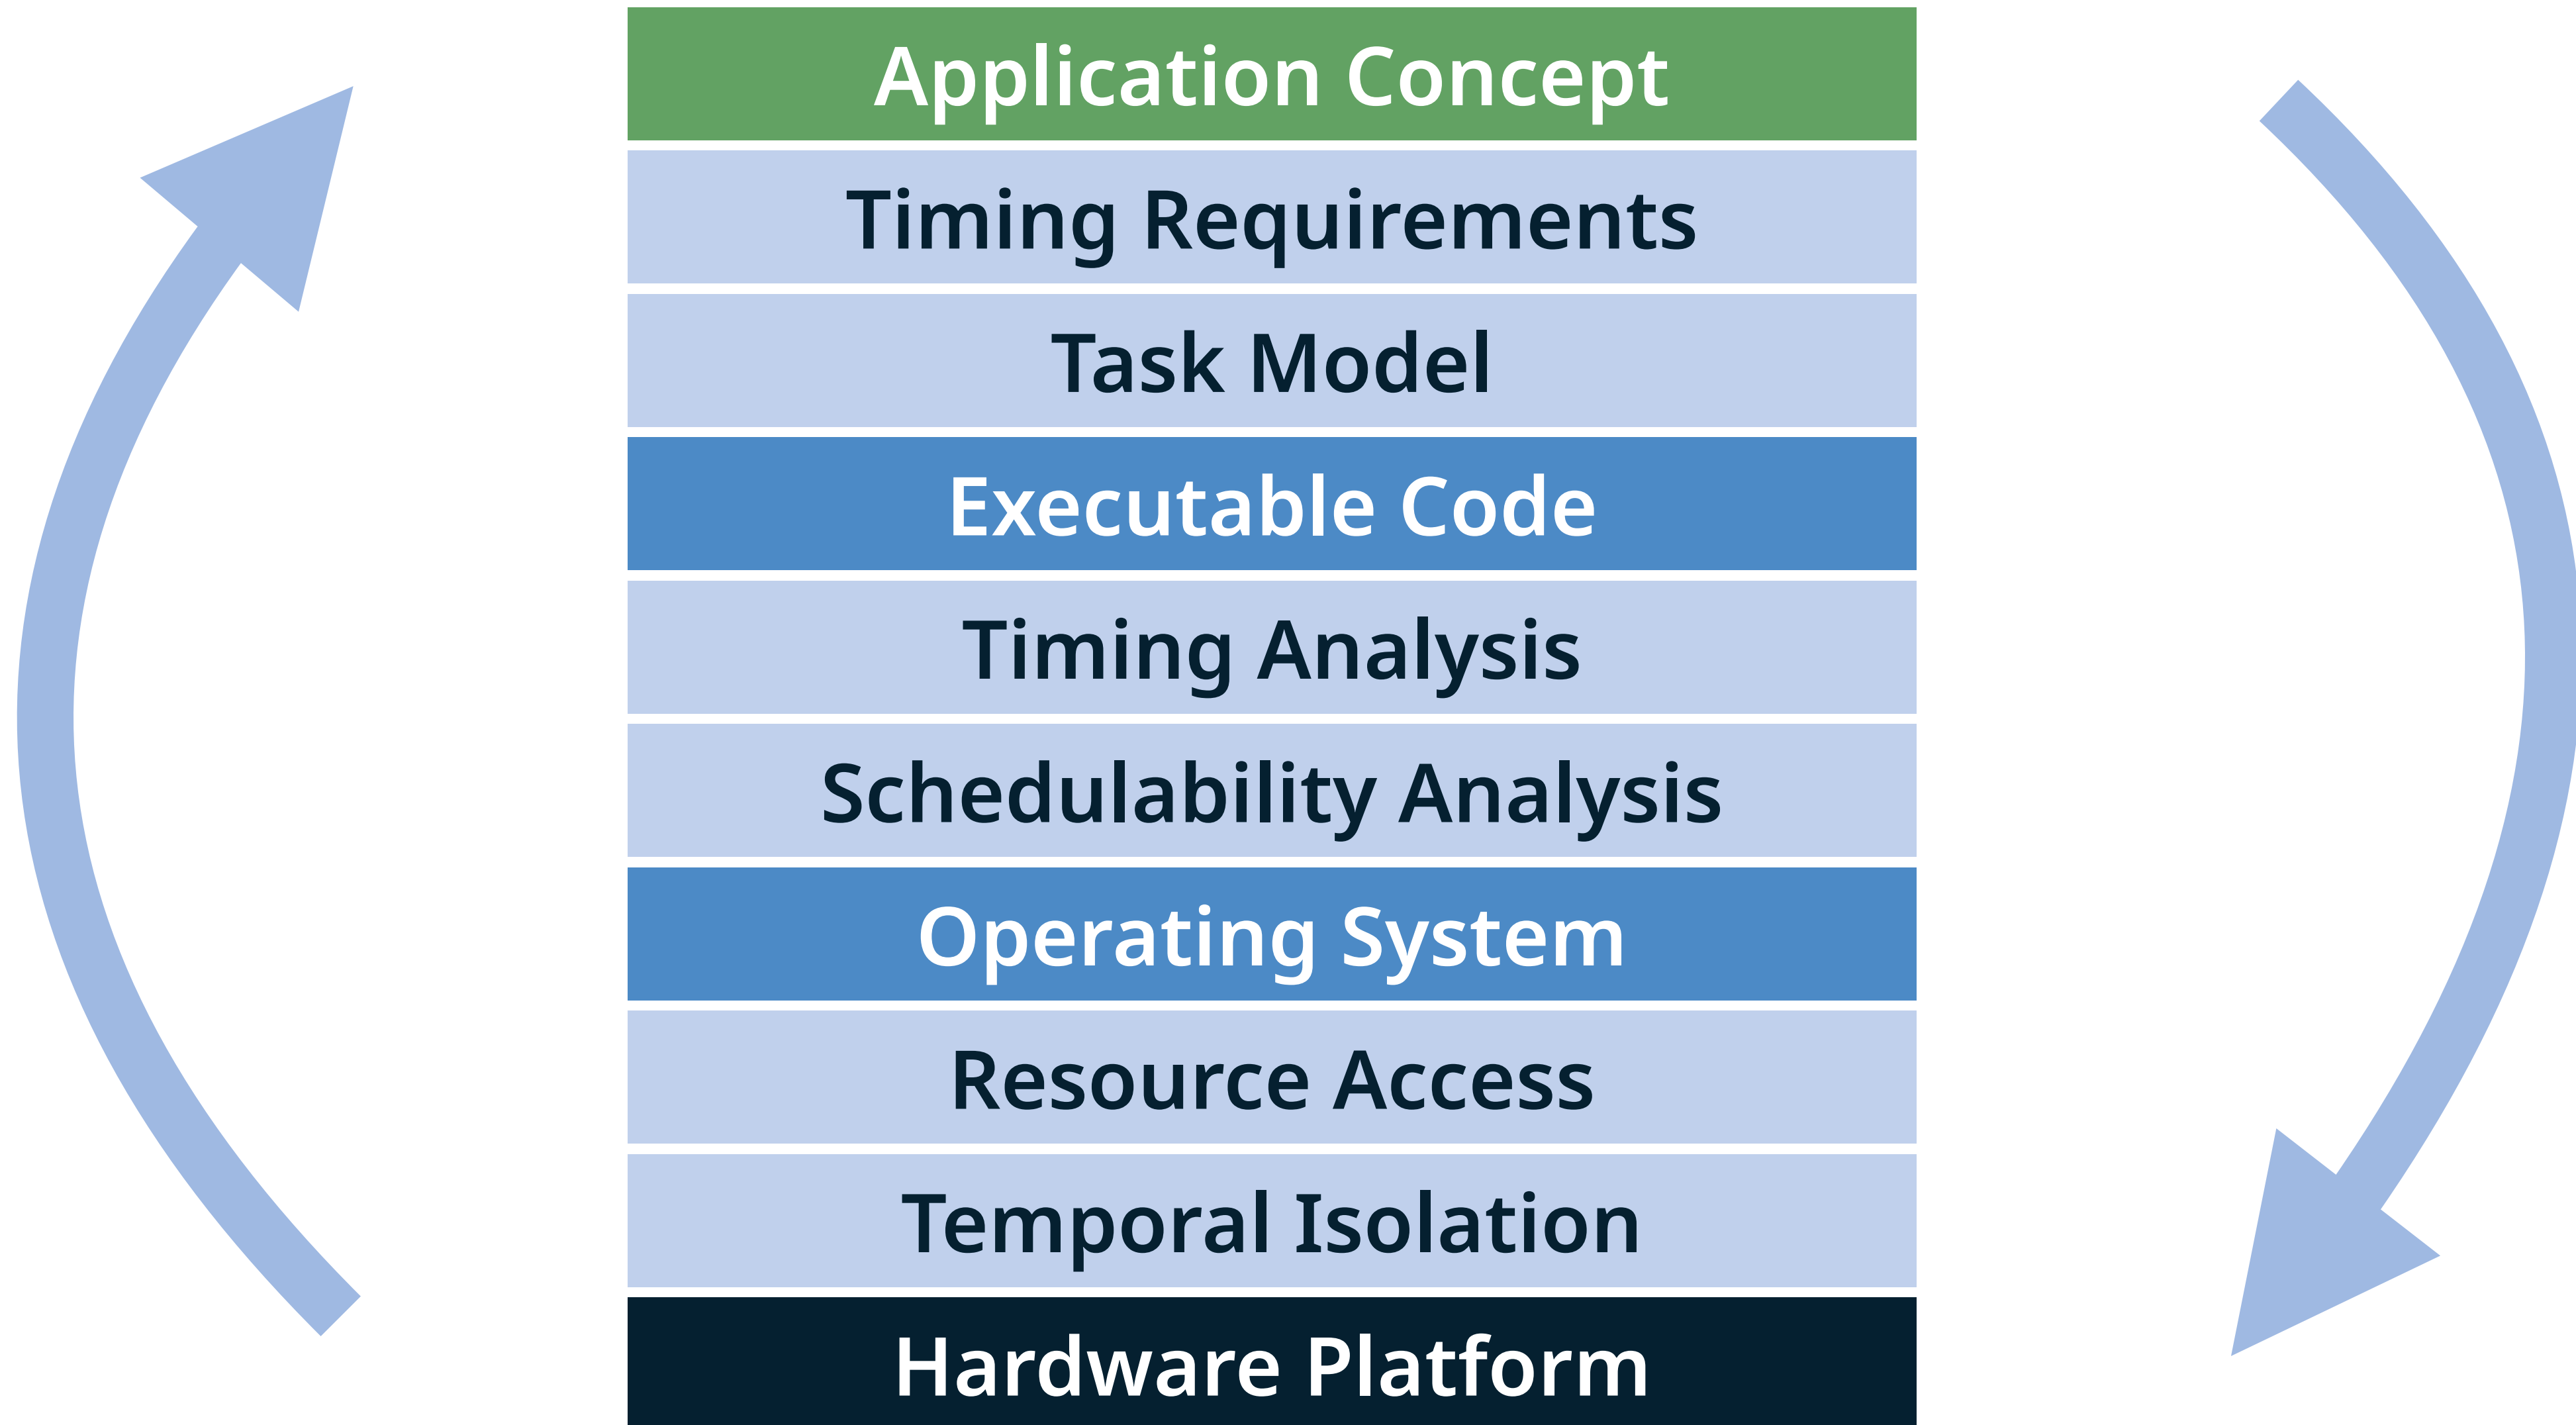 Application Concept
Timing Requirements
Task Model
Executable Code
Timing Analysis
Schedulability Analysis
Operating System
Resource Access
Temporal Isolation
Hardware Platform